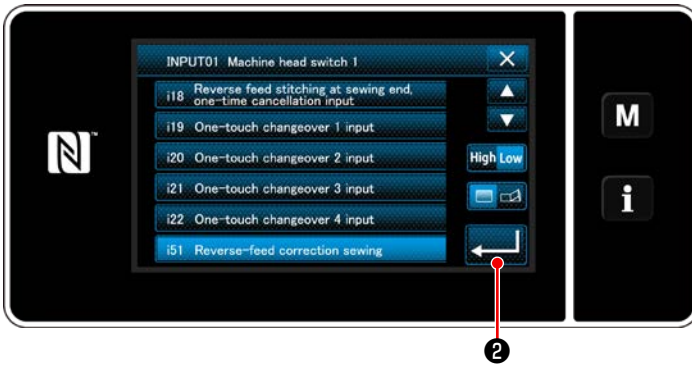 INPUT01 Machine head switch 1
i18 Reverse feed stitching at sewing end,
one-time cancellation input
i19 One-touch changeover 1 input
i20 One-touch changeover 2 input
High Low
i21 One-touch changeover 3 input
i22 One-touch changeover 4 input
i51 Reverse-feed correction sewing
N
M
i
❷